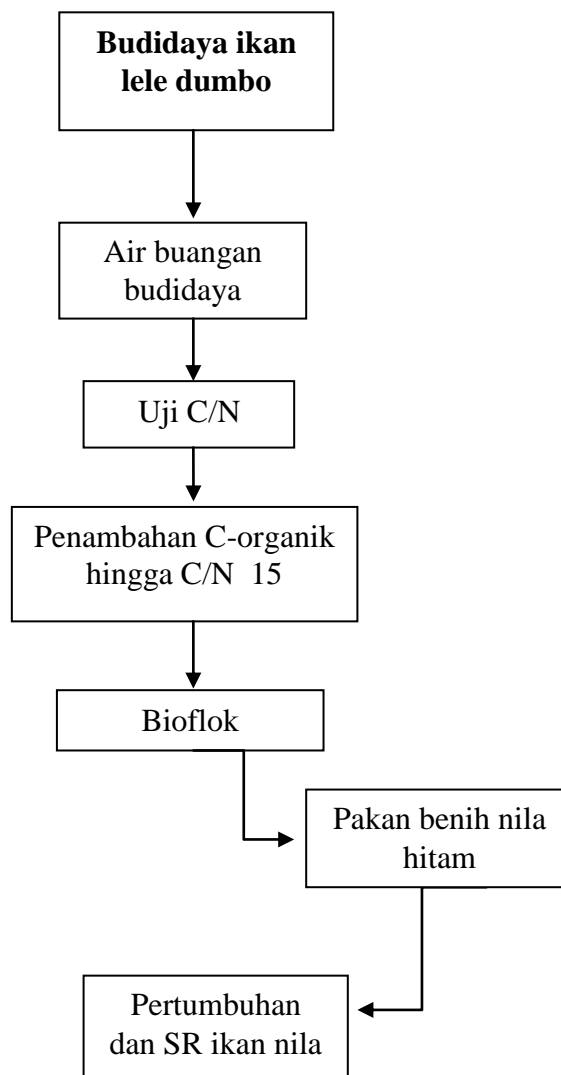 Budidaya ikan
lele dumbo
Air buangan
budidaya
Uji C/N
Penambahan C-organik
hingga C/N 15
Bioflok
Pakan benih nila
hitam
Pertumbuhan
dan SR ikan nila